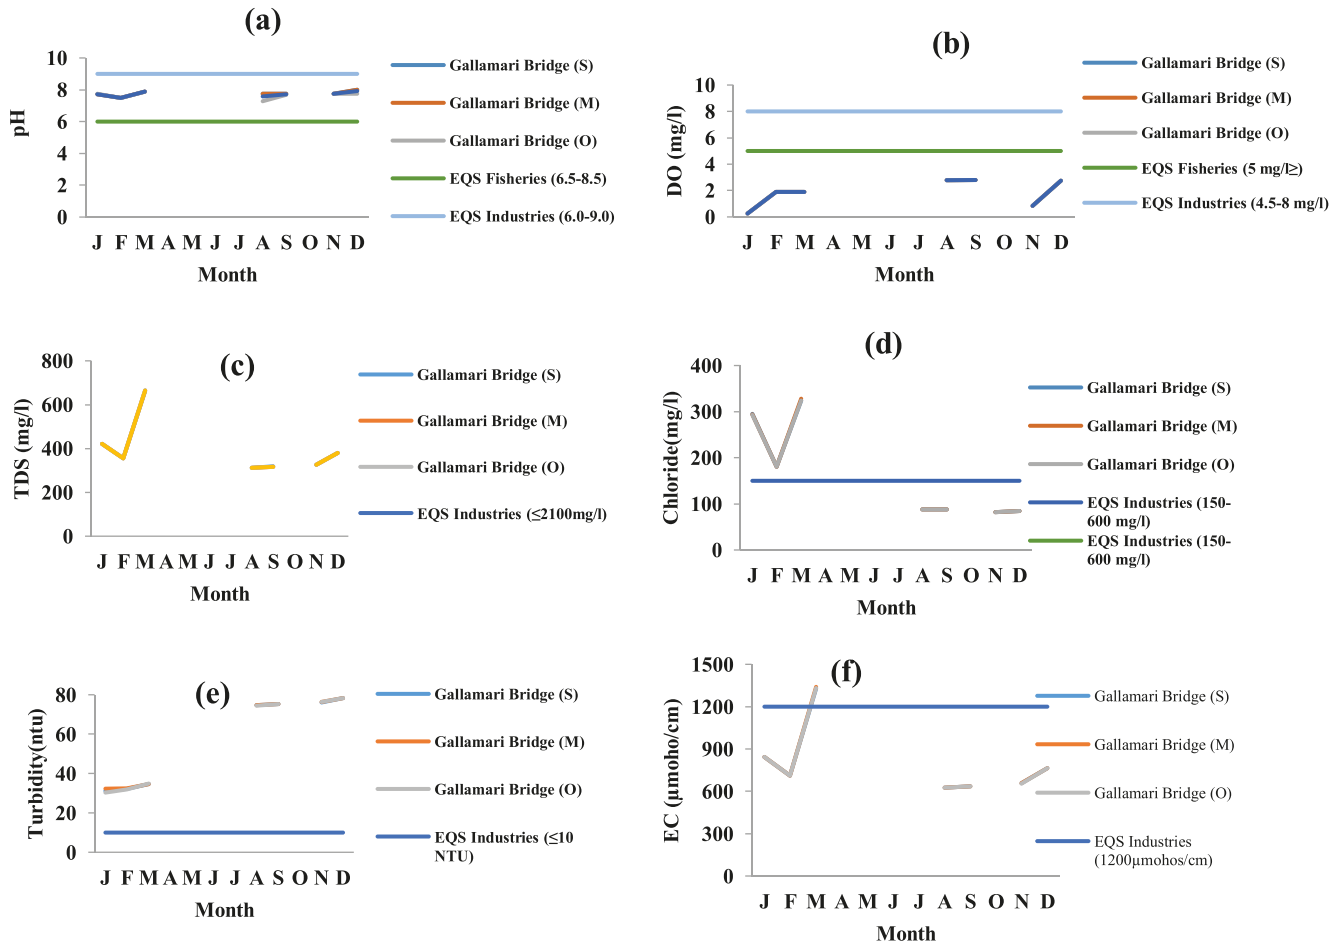 (a)
10
8
6
4
2
0
pH
J F M A M J J A S O N D
Month
Gallamari Bridge (S)
Gallamari Bridge (M)
Gallamari Bridge (O)
EQS Fisheries (6.5-8.5)
EQS Industries (6.0-9.0)
(b)
10
8
6
4
2
0
DO (mg/l)
J F M A M J J A S O N D
Month
Gallamari Bridge (S)
Gallamari Bridge (M)
Gallamari Bridge (O)
EQS Fisheries (5 mg/l≥)
EQS Industries (4.5-8 mg/l)
(c)
800
600
400
200
0
TDS (mg/l)
J F M A M J J A S O N D
Month
Gallamari Bridge (S)
Gallamari Bridge (M)
Gallamari Bridge (O)
EQS Industries (≤2100mg/l)
(d)
400
300
200
100
0
Chloride(mg/l)
J F M A M J J A S O N D
Month
Gallamari Bridge (S)
Gallamari Bridge (M)
Gallamari Bridge (O)
EQS Industries (150-
600 mg/l)
EQS Industries (150-
600 mg/l)
(e)
80
60
40
20
0
Turbidity(ntu)
J F M A M J J A S O N D
Month
Gallamari Bridge (S)
Gallamari Bridge (M)
Gallamari Bridge (O)
EQS Industries (≤10
NTU)
(f)
1500
1200
900
600
300
0
EC (µmoho/cm)
J F M A M J J A S O N D
Month
Gallamari Bridge (S)
Gallamari Bridge (M)
Gallamari Bridge (O)
EQS Industries
(1200µmohos/cm)